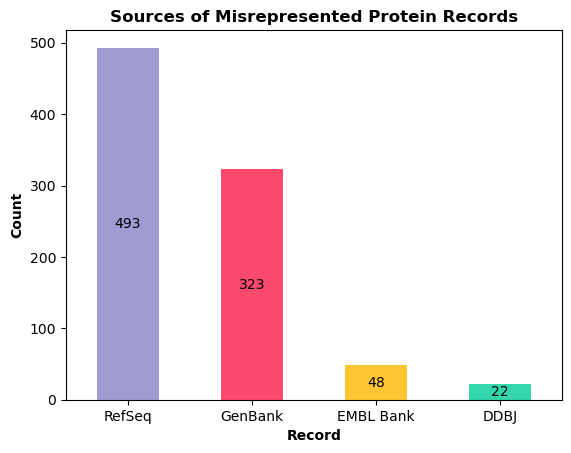 Sources of Misrepresented Protein Records
500
400
300
200
100
0
Count
493
323
48
22
RefSeq
GenBank
EMBL Bank
DDBJ
Record